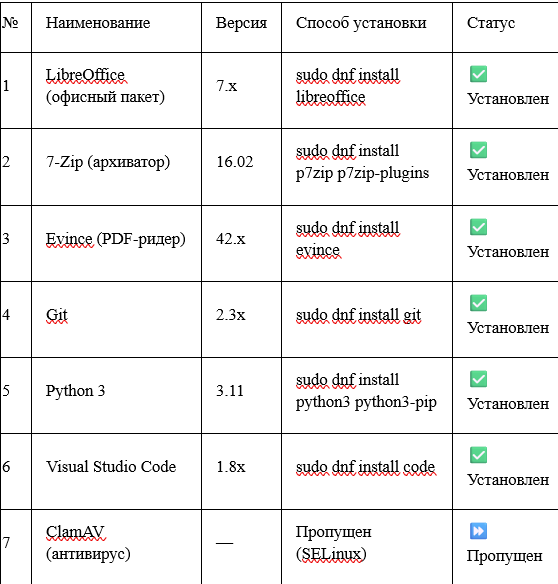 № Наименование Версия Способ установки Статус
1 LibreOffice (офисный пакет) 7.x sudo dnf install libreoffice ✅ Установлен
2 7-Zip (архиватор) 16.02 sudo dnf install p7zip p7zip-plugins ✅ Установлен
3 Evince (PDF-ридер) 42.x sudo dnf install evince ✅ Установлен
4 Git 2.3x sudo dnf install git ✅ Установлен
5 Python 3 3.11 sudo dnf install python3 python3-pip ✅ Установлен
6 Visual Studio Code 1.8x sudo dnf install code ✅ Установлен
7 ClamAV (антивирус) — Пропущен (SELinux) ⏩ Пропущен